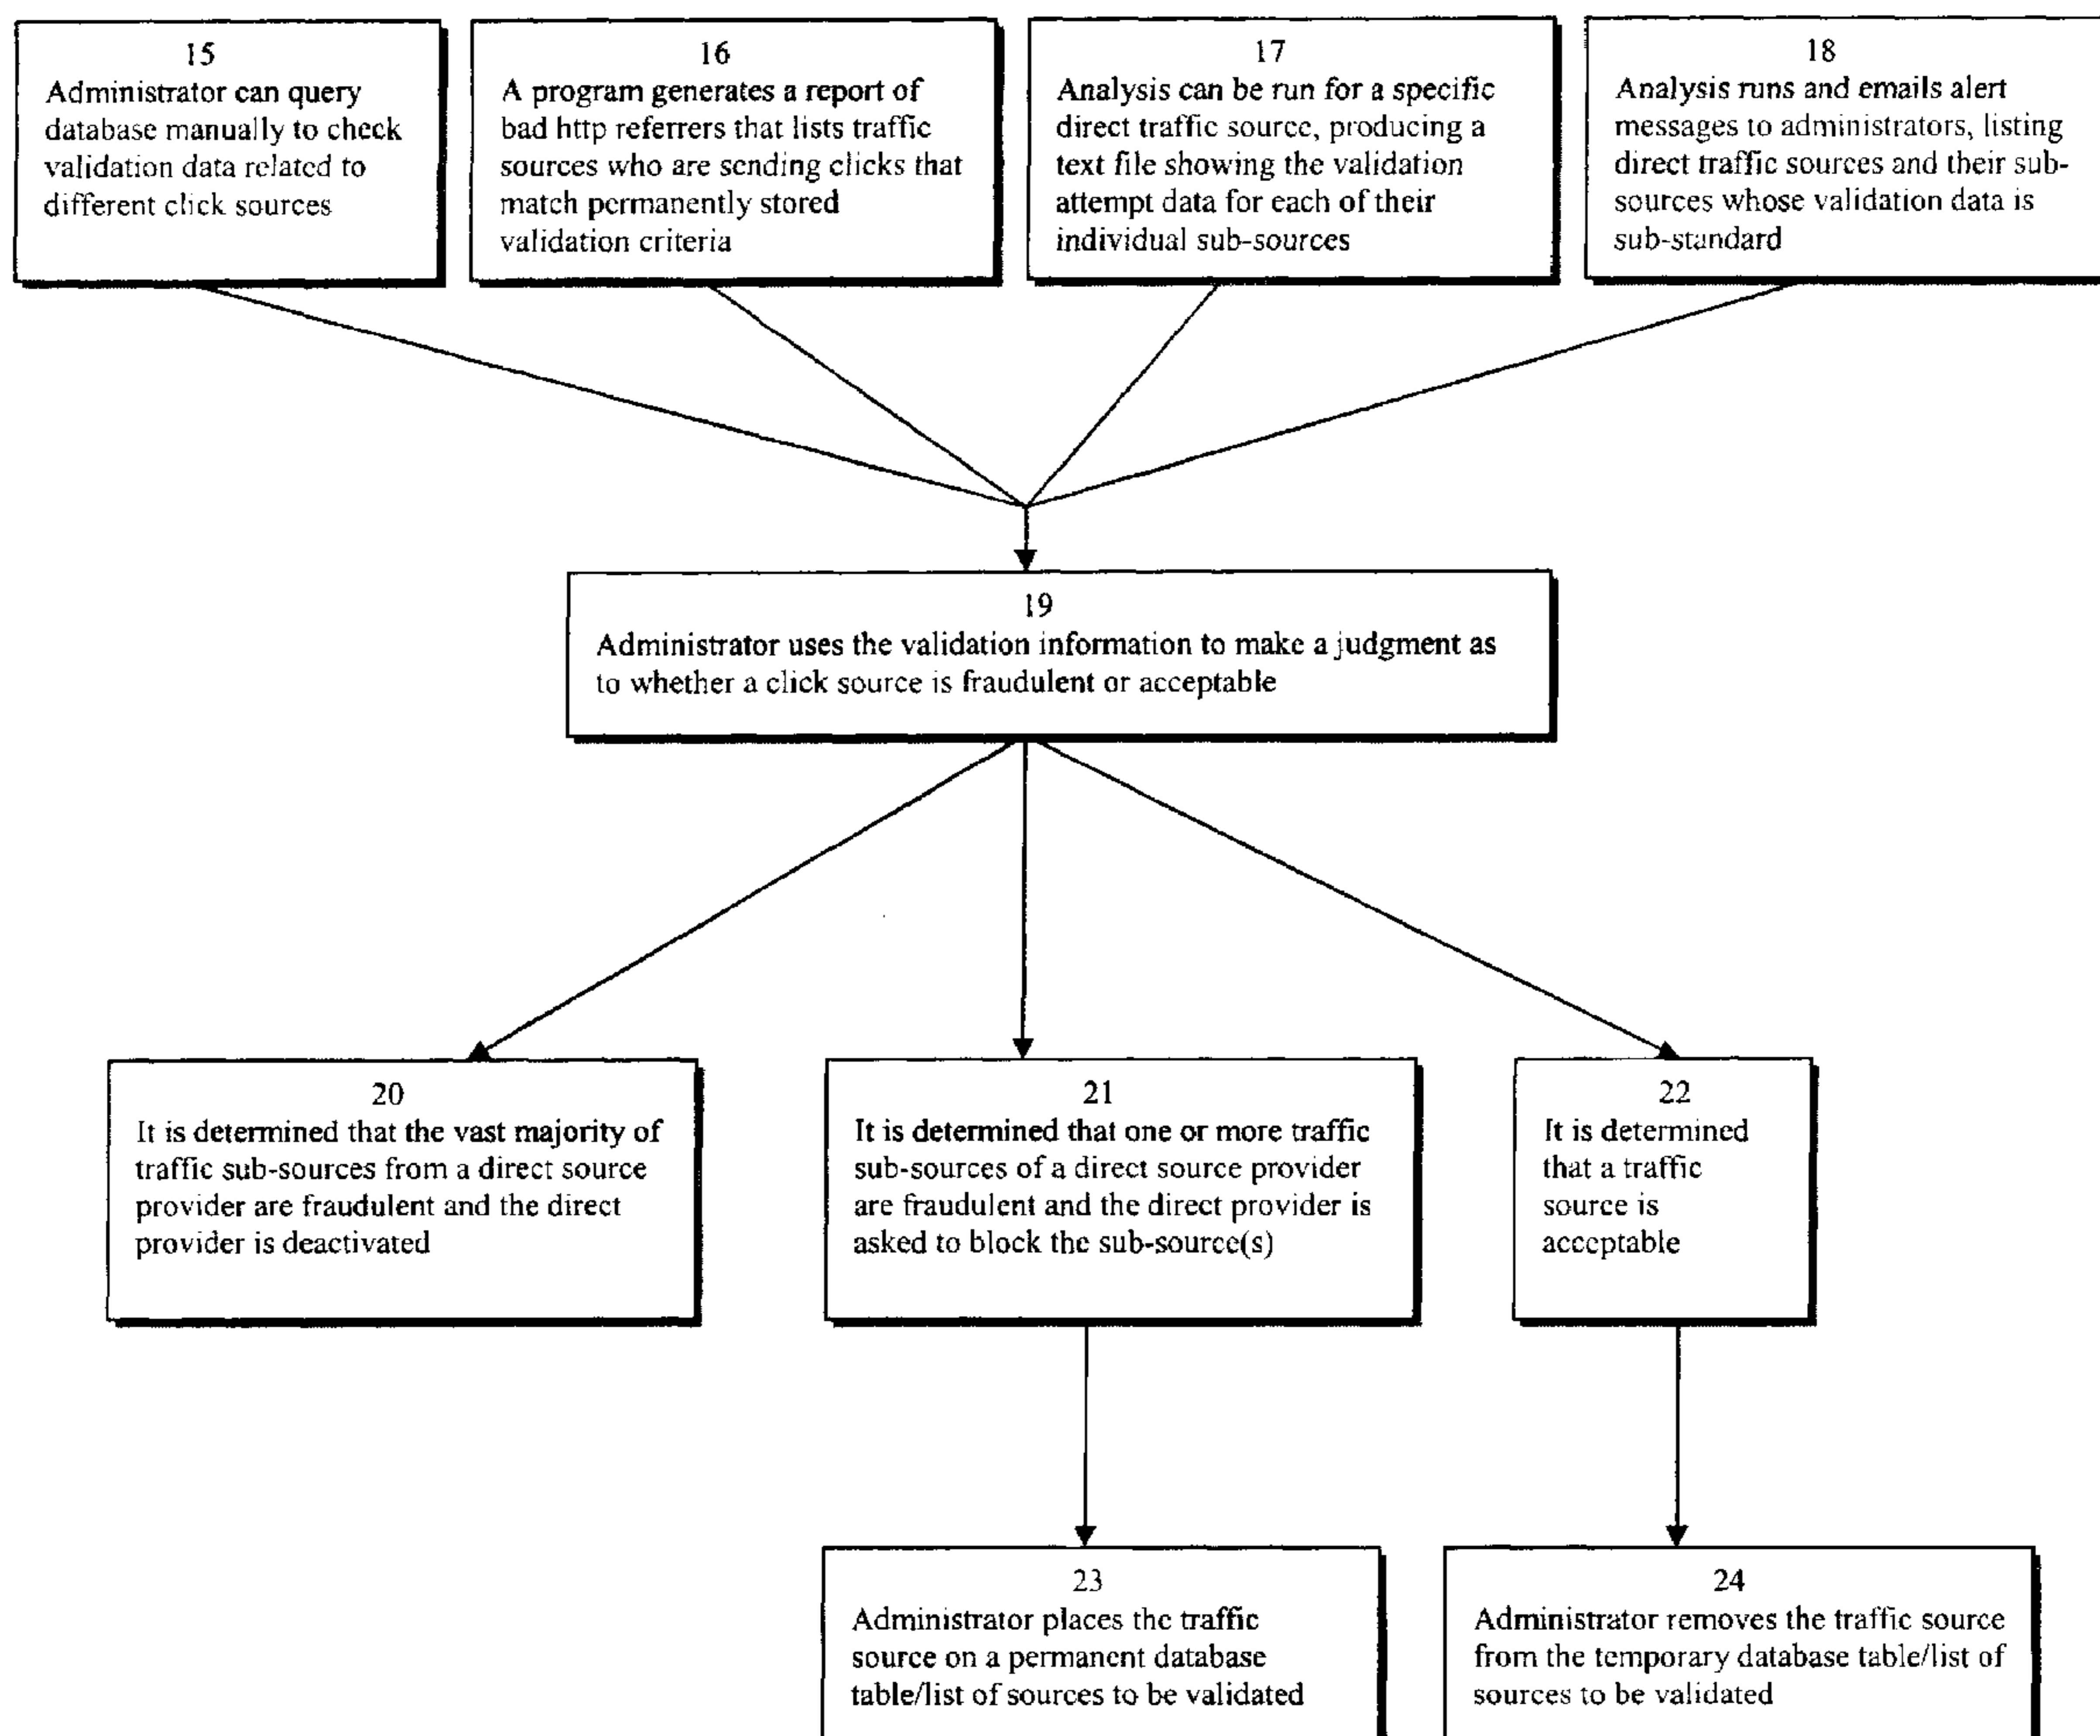 15
Administrator can query
database manually to check
validation data related to
different click sources
16
A program generates a report of
bad http referrers that lists traffic
sources who are sending clicks that
match permanently stored
validation criteria
17
Analysis can be run for a specific
direct traffic source, producing a
text file showing the validation
attempt data for each of their
individual sub-sources
18
Analysis runs and emails alert
messages to administrators, listing
direct traffic sources and their sub-
sources whose validation data is
sub-standard
19
Administrator uses the validation information to make a judgment as
to whether a click source is fraudulent or acceptable
20
It is determined that the vast majority of
traffic sub-sources from a direct source
provider are fraudulent and the direct
provider is deactivated
21
It is determined that one or more traffic
sub-sources of a direct source provider
are fraudulent and the direct provider is
asked to block the sub-source(s)
22
It is determined
that a traffic
source is
acceptable
23
Administrator places the traffic
source on a permanent database
table/list of sources to be validated
24
Administrator removes the traffic source
from the temporary database table/list of
sources to be validated